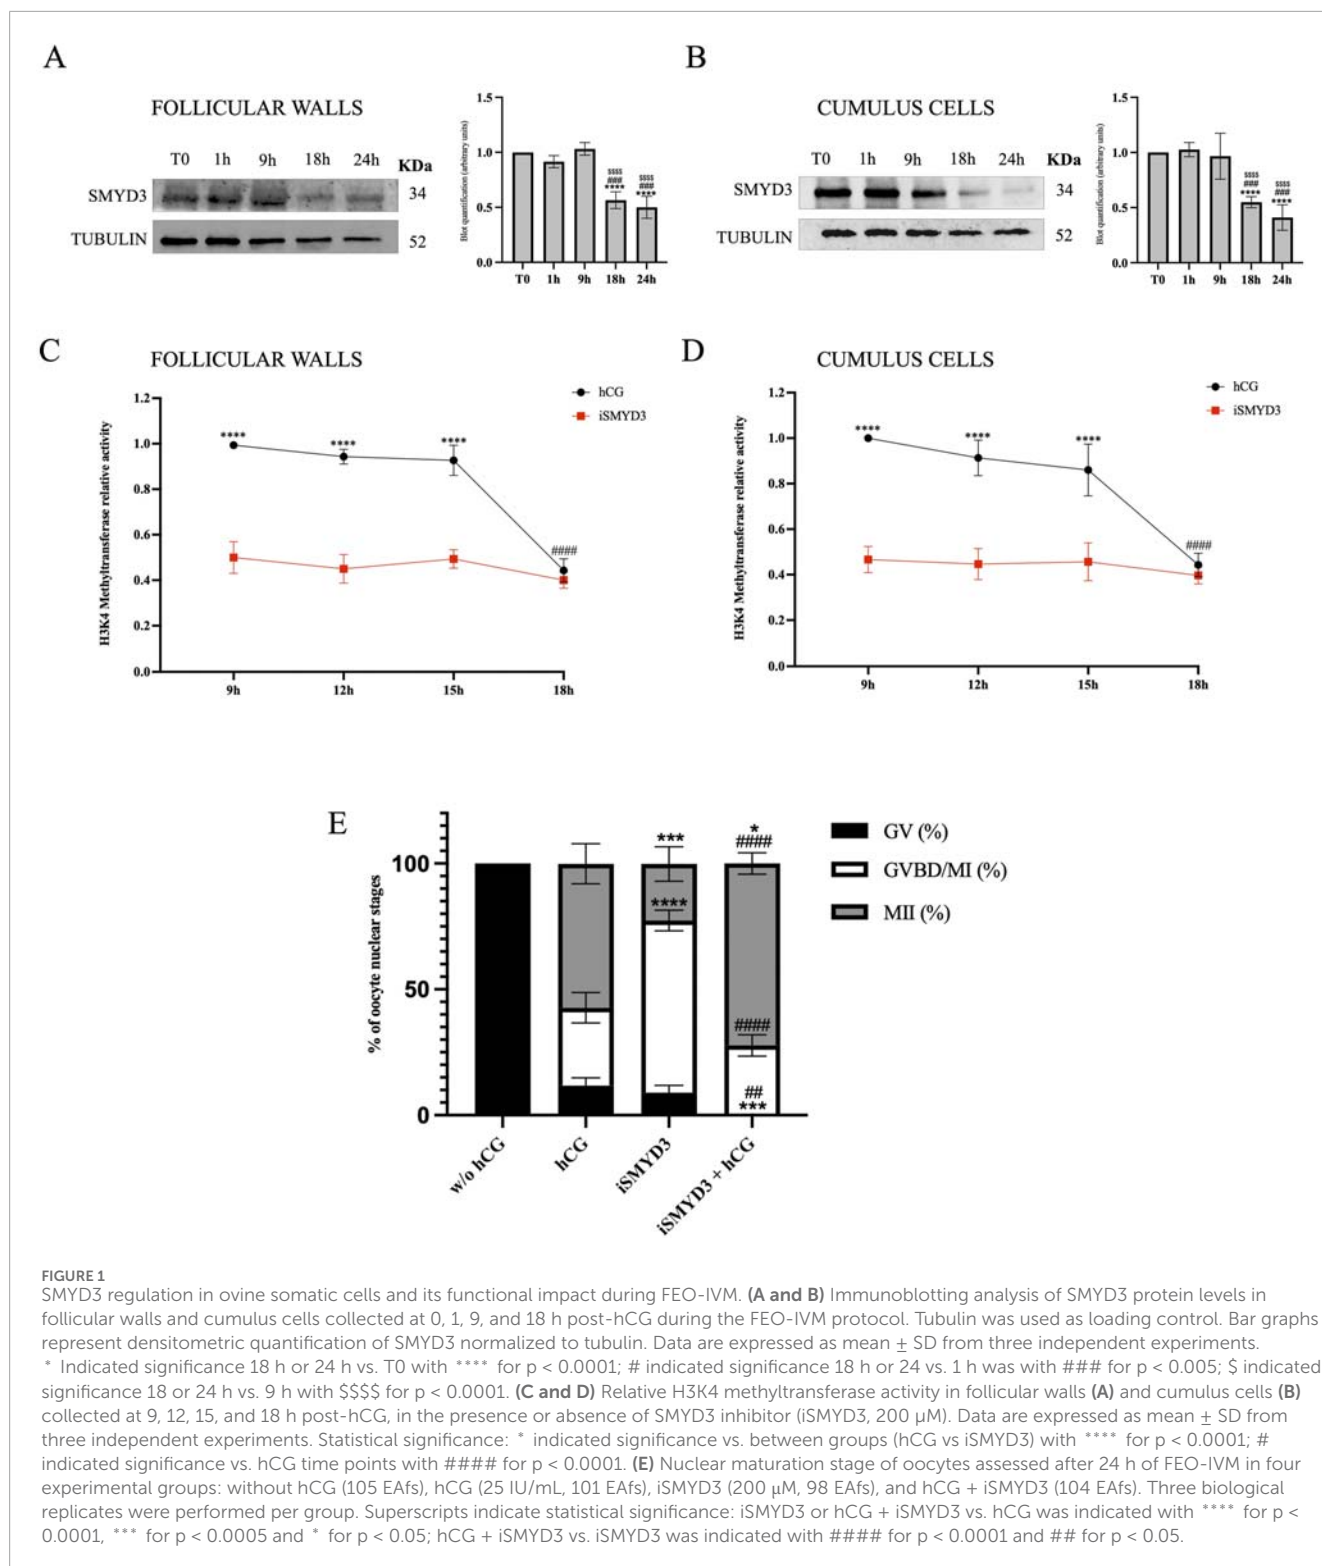 A
B
FOLLICULAR WALLS
CUMULUS CELLS
T0 1h 9h 18h 24h KDa
SMYD3 34
TUBULIN 52
Blot quantification (arbitrary units)
1.5
1.0
0.5
0.0
$$$$ $$$$
### ###
**** ****
T0 1h 9h 18h 24h
T0 1h 9h 18h 24h KDa
SMYD3 34
TUBULIN 52
Blot quantification (arbitrary units)
1.5
1.0
0.5
0.0
$$$$ $$$$
### ###
**** ****
T0 1h 9h 18h 24h
C
FOLLICULAR WALLS
hCG
iSMYD3
H3K4 Methyltransferase relative activity
1.2
1.0
0.8
0.6
0.4
0.2
0.0
**** **** **** ####
9h 12h 15h 18h
D
CUMULUS CELLS
hCG
iSMYD3
H3K4 Methyltransferase relative activity
1.2
1.0
0.8
0.6
0.4
0.2
0.0
**** **** **** ####
9h 12h 15h 18h
E
% of oocyte nuclear stages
100
50
0
***
****
*
####
####
##
***
w/o hCG
hCG
iSMYD3
iSMYD3 + hCG
GV (%)
GVBD/MI (%)
MII (%)
FIGURE 1
SMYD3 regulation in ovine somatic cells and its functional impact during FEO-IVM. (A and B) Immunoblotting analysis of SMYD3 protein levels in
follicular walls and cumulus cells collected at 0, 1, 9, and 18 h post-hCG during the FEO-IVM protocol. Tubulin was used as loading control. Bar graphs
represent densitometric quantification of SMYD3 normalized to tubulin. Data are expressed as mean ± SD from three independent experiments.
* Indicated significance 18 h or 24 h vs. T0 with **** for p < 0.0001; # indicated significance 18 h or 24 vs. 1 h was with ### for p < 0.005; $ indicated
significance 18 or 24 h vs. 9 h with $$$$ for p < 0.0001. (C and D) Relative H3K4 methyltransferase activity in follicular walls (A) and cumulus cells (B)
collected at 9, 12, 15, and 18 h post-hCG, in the presence or absence of SMYD3 inhibitor (iSMYD3, 200 μM). Data are expressed as mean ± SD from
three independent experiments. Statistical significance: * indicated significance vs. between groups (hCG vs iSMYD3) with **** for p < 0.0001; #
indicated significance vs. hCG time points with #### for p < 0.0001. (E) Nuclear maturation stage of oocytes assessed after 24 h of FEO-IVM in four
experimental groups: without hCG (105 EAfs), hCG (25 IU/mL, 101 EAfs), iSMYD3 (200 μM, 98 EAfs), and hCG + iSMYD3 (104 EAfs). Three biological
replicates were performed per group. Superscripts indicate statistical significance: iSMYD3 or hCG + iSMYD3 vs. hCG was indicated with **** for p <
0.0001, *** for p < 0.0005 and * for p < 0.05; hCG + iSMYD3 vs. iSMYD3 was indicated with #### for p < 0.0001 and ## for p < 0.05.